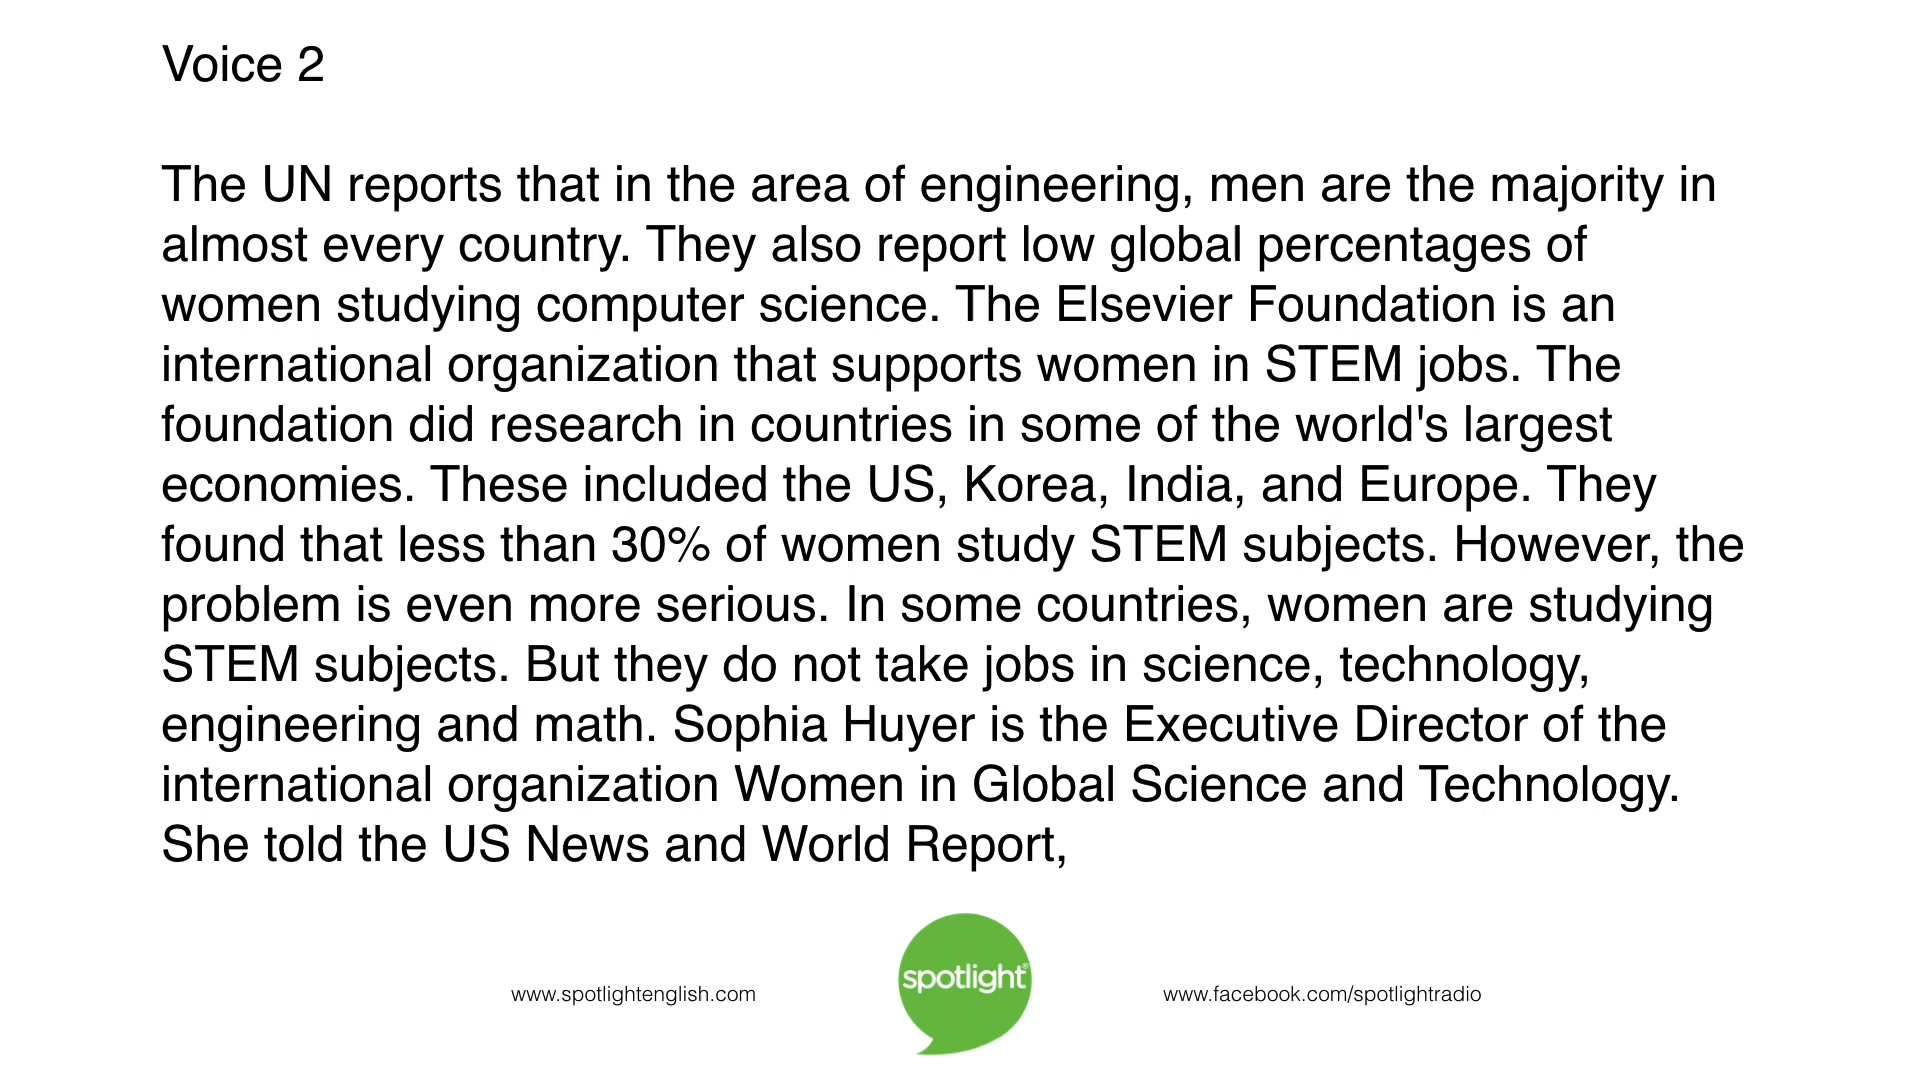 Voice 2
The UN reports that in the area of engineering, men are the majority in
almost every country. They also report low global percentages of
women studying computer science. The Elsevier Foundation is an
international organization that supports women in STEM jobs. The
foundation did research in countries in some of the world's largest
economies. These included the US, Korea, India, and Europe. They
found that less than 30% of women study STEM subjects. However, the
problem is even more serious. In some countries, women are studying
STEM subjects. But they do not take jobs in science, technology,
engineering and math. Sophia Huyer is the Executive Director of the
international organization Women in Global Science and Technology.
She told the US News and World Report,
spotlight®
www.spotlightenglish.com
www.facebook.com/spotlightradio